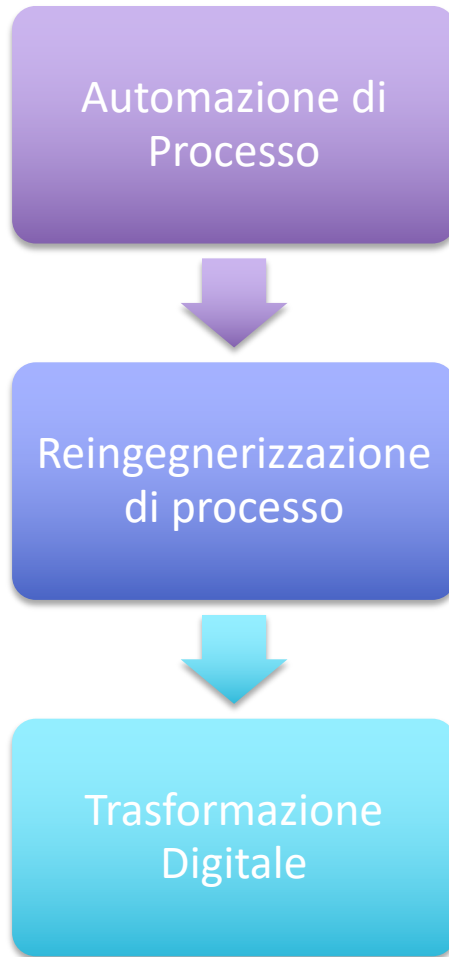 Automazione di
Processo
Reingegnerizzazione
di processo
Trasformazione
Digitale